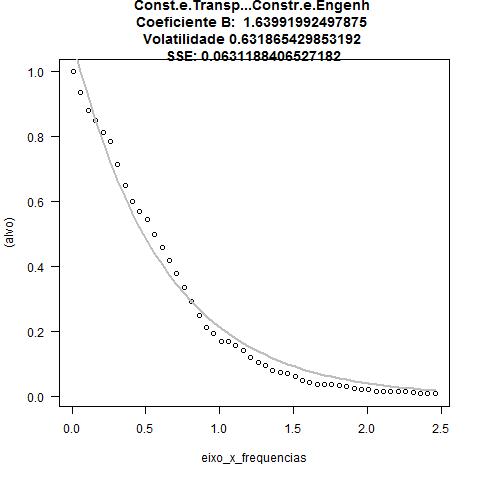 Const.e.Transp...Constr.e.Engenh
Coeficiente B:  1.63991992497875
Volatilidade 0.631865429853192
SSE: 0.0631188406527182
1.0
0.8
0.6
0.4
0.2
0.0
(alvo)
0.0 0.5 1.0 1.5 2.0 2.5
eixo_x_frequencias